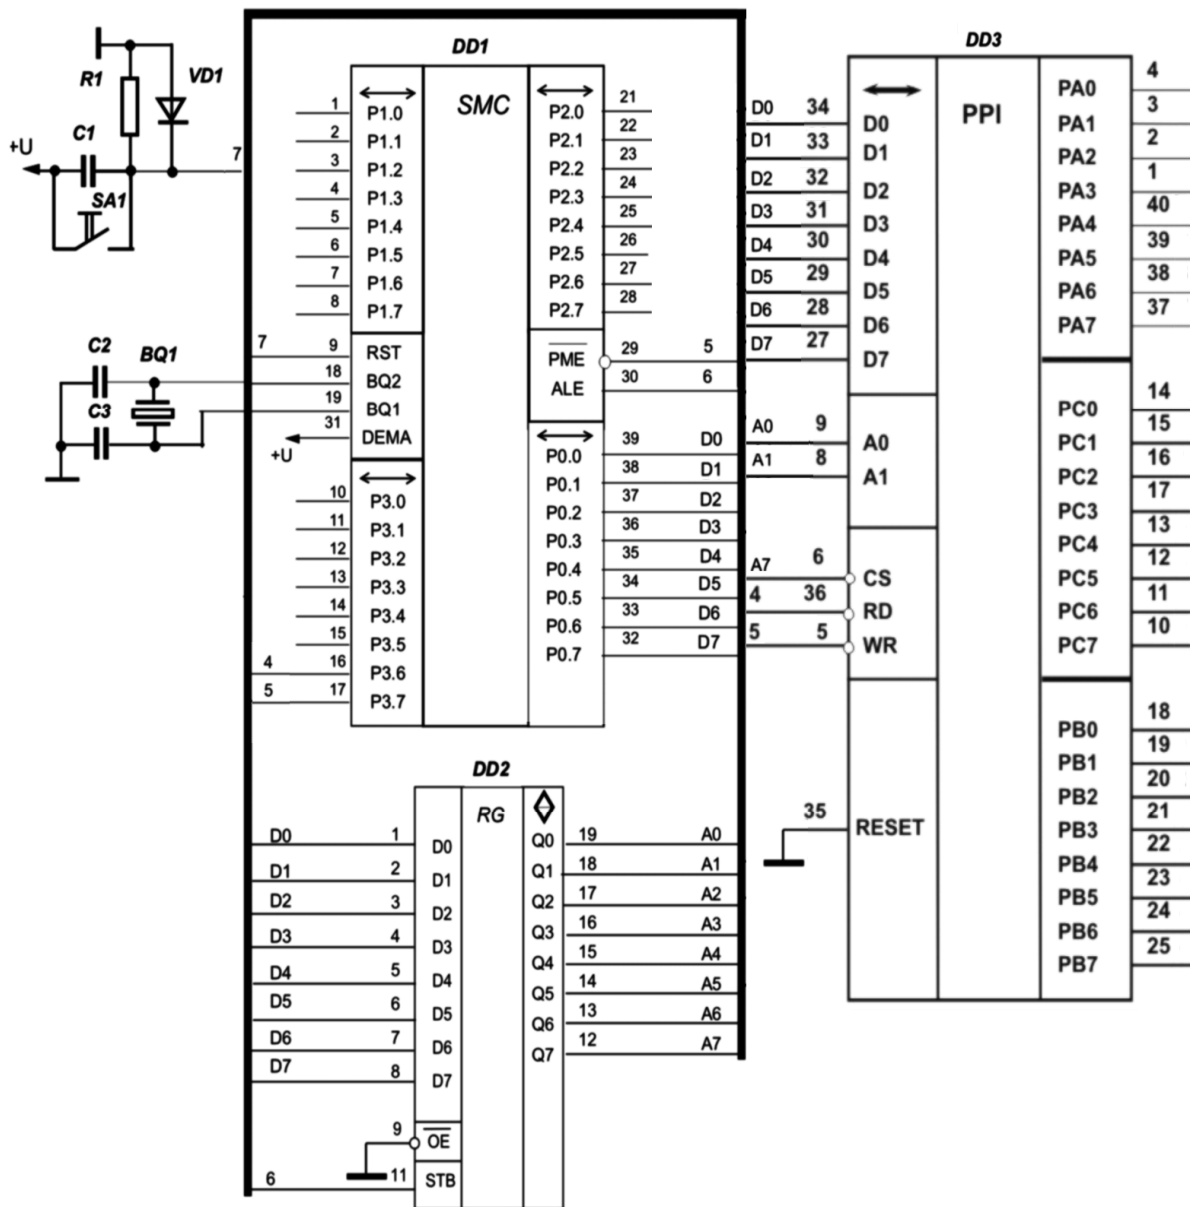 R1
VD1
C1
+U
SA1
7
C2
BQ1
C3
+U
DD1
SMC
1 P1.0
2 P1.1
3 P1.2
4 P1.3
5 P1.4
6 P1.5
7 P1.6
8 P1.7
7 9 RST
18 BQ2
19 BQ1
31 DEMA
10 P3.0
11 P3.1
12 P3.2
13 P3.3
14 P3.4
15 P3.5
4 16 P3.6
5 17 P3.7
P2.0 21
P2.1 22
P2.2 23
P2.3 24
P2.4 25
P2.5 26
P2.6 27
P2.7 28
PME 29 5
ALE 30 6
P0.0 39 D0
P0.1 38 D1
P0.2 37 D2
P0.3 36 D3
P0.4 35 D4
P0.5 34 D5
P0.6 33 D6
P0.7 32 D7
DD2
RG
D0 1 D0
D1 2 D1
D2 3 D2
D3 4 D3
D4 5 D4
D5 6 D5
D6 7 D6
D7 8 D7
9 OE
6 11 STB
Q0 19 A0
Q1 18 A1
Q2 17 A2
Q3 16 A3
Q4 15 A4
Q5 14 A5
Q6 13 A6
Q7 12 A7
DD3
PPI
D0 34 D0
D1 33 D1
D2 32 D2
D3 31 D3
D4 30 D4
D5 29 D5
D6 28 D6
D7 27 D7
A0 9 A0
A1 8 A1
A7 6 CS
4 36 RD
5 5 WR
35 RESET
PA0 4
PA1 3
PA2 2
PA3 1
PA4 40
PA5 39
PA6 38
PA7 37
PC0 14
PC1 15
PC2 16
PC3 17
PC4 13
PC5 12
PC6 11
PC7 10
PB0 18
PB1 19
PB2 20
PB3 21
PB4 22
PB5 23
PB6 24
PB7 25